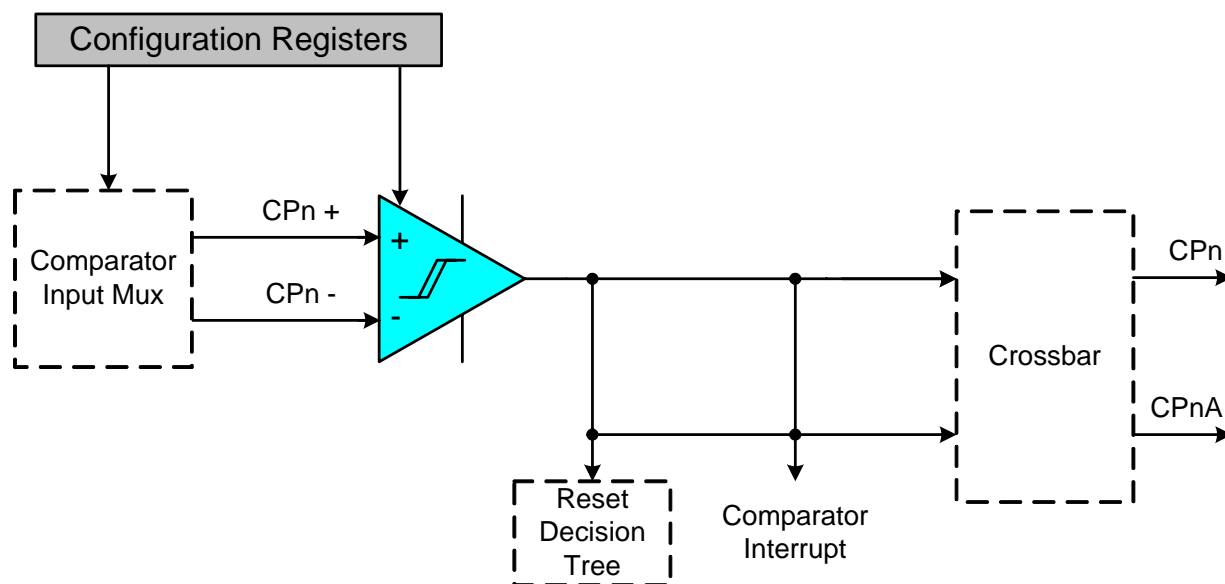 Configuration Registers
CPn +
+
Comparator
Input Mux
CPn -
-
CPn
Crossbar
CPnA
Reset
Decision
Tree
Comparator
Interrupt